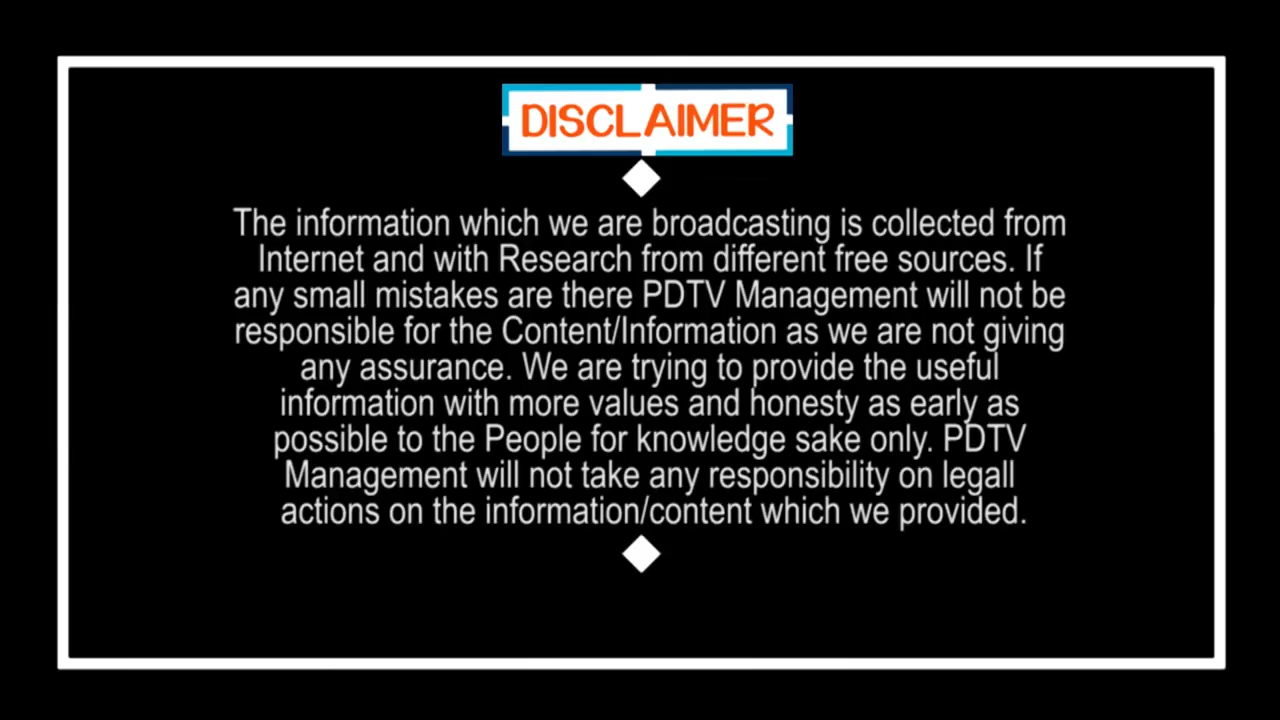 DISCLAIMER
The information which we are broadcasting is collected from
Internet and with Research from different free sources. If
any small mistakes are there PDTV Management will not be
responsible for the Content/Information as we are not giving
any assurance. We are trying to provide the useful
information with more values and honesty as early as
possible to the People for knowledge sake only. PDTV
Management will not take any responsibility on legall
actions on the information/content which we provided.